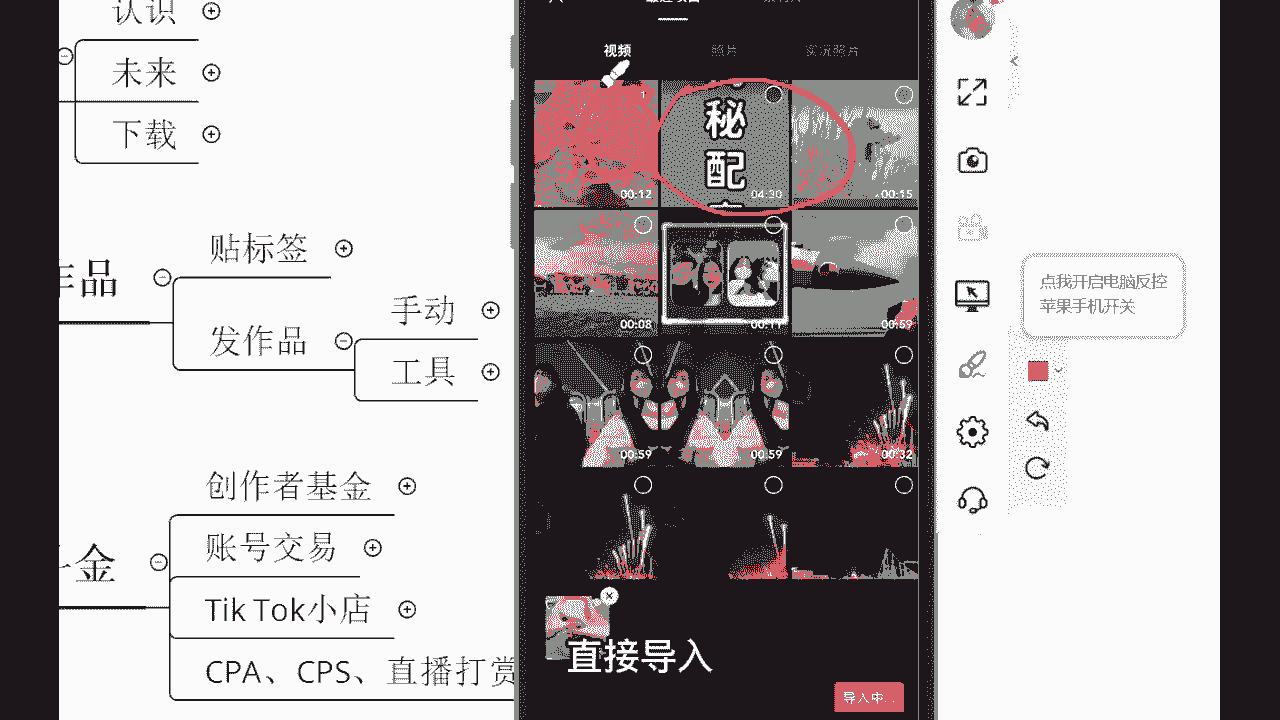 认识
未来
下载
作品
贴标签
发作品
手动
工具
金
创作者基金
账号交易
Tik Tok小店
CPA、CPS、直播打赏
视频
照片
实况照片
1
秘
配
00:12
04:30
00:15
00:08
00:11
00:59
00:59
00:59
00:32
直接导入
导入中...
点我开启电脑反控
苹果手机开关